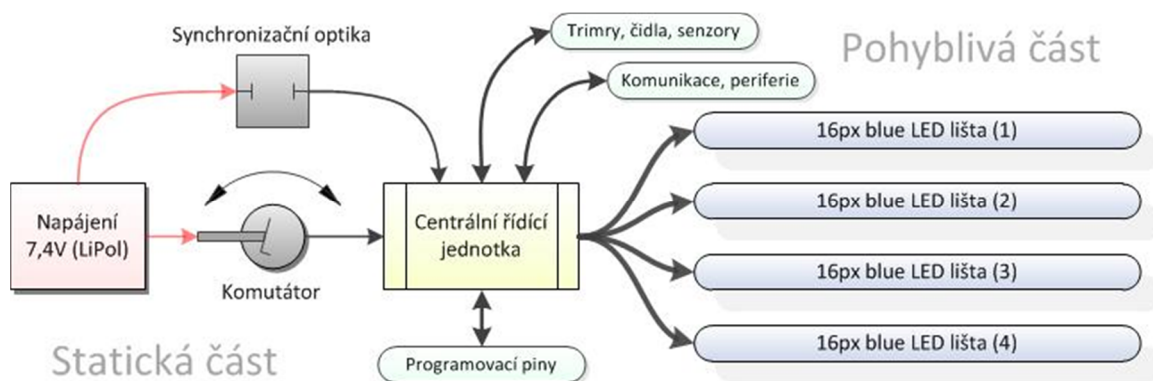 Synchronizační optika
Trimry, čidla, senzory
Komunikace, periferie
Pohyblivá část
16px blue LED lišta (1)
16px blue LED lišta (2)
16px blue LED lišta (3)
16px blue LED lišta (4)
Napájení
7,4V (LiPol)
Komutátor
Centrální řídící
jednotka
Programovací piny
Statická část